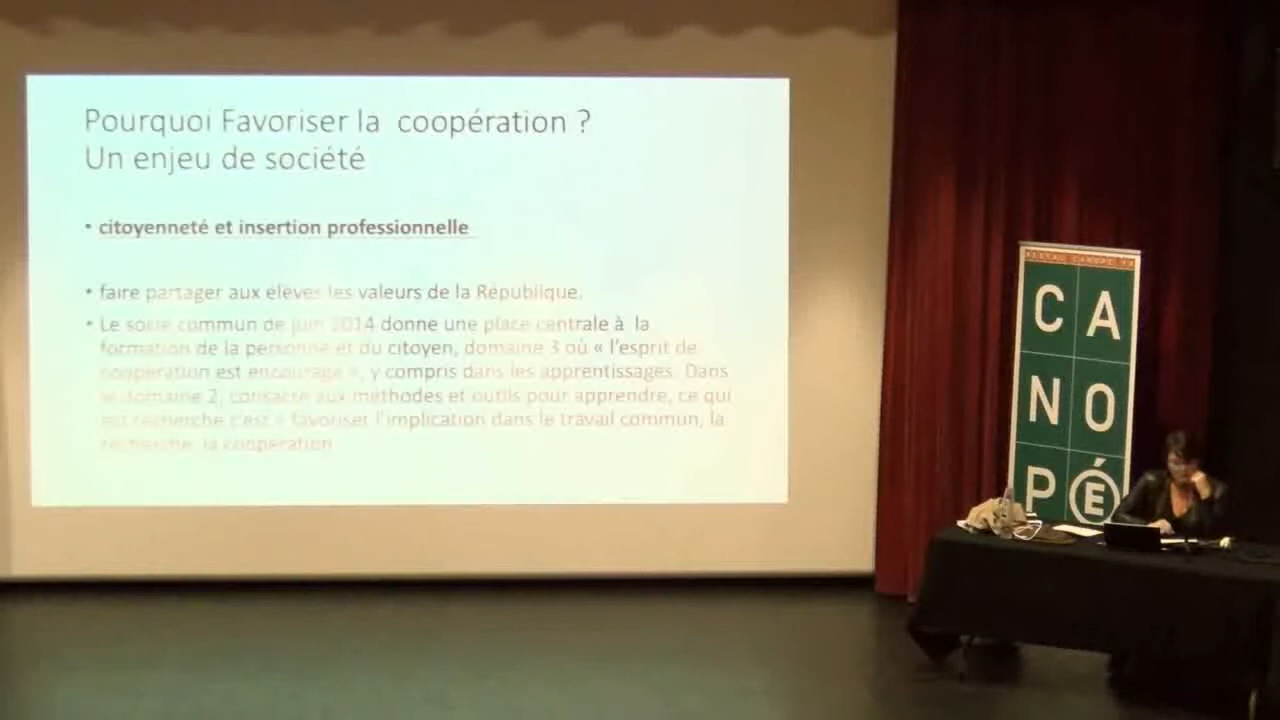 Pourquoi Favoriser la coopération ?
Un enjeu de société
• citoyenneté et insertion professionnelle
• faire partager aux élèves les valeurs de la République.
• Le socle commun de juin 2014 donne une place centrale à la
formation de la personne et du citoyen, domaine 3 où « l'esprit de
coopération est encouragé », y compris dans les apprentissages. Dans
le domaine 2, consacré aux méthodes et outils pour apprendre, ce qui
est recherché c'est « favoriser l'implication dans le travail commun, la
recherche, la coopération
RÉSEAU CANOPÉ
CA
NO
PÉ